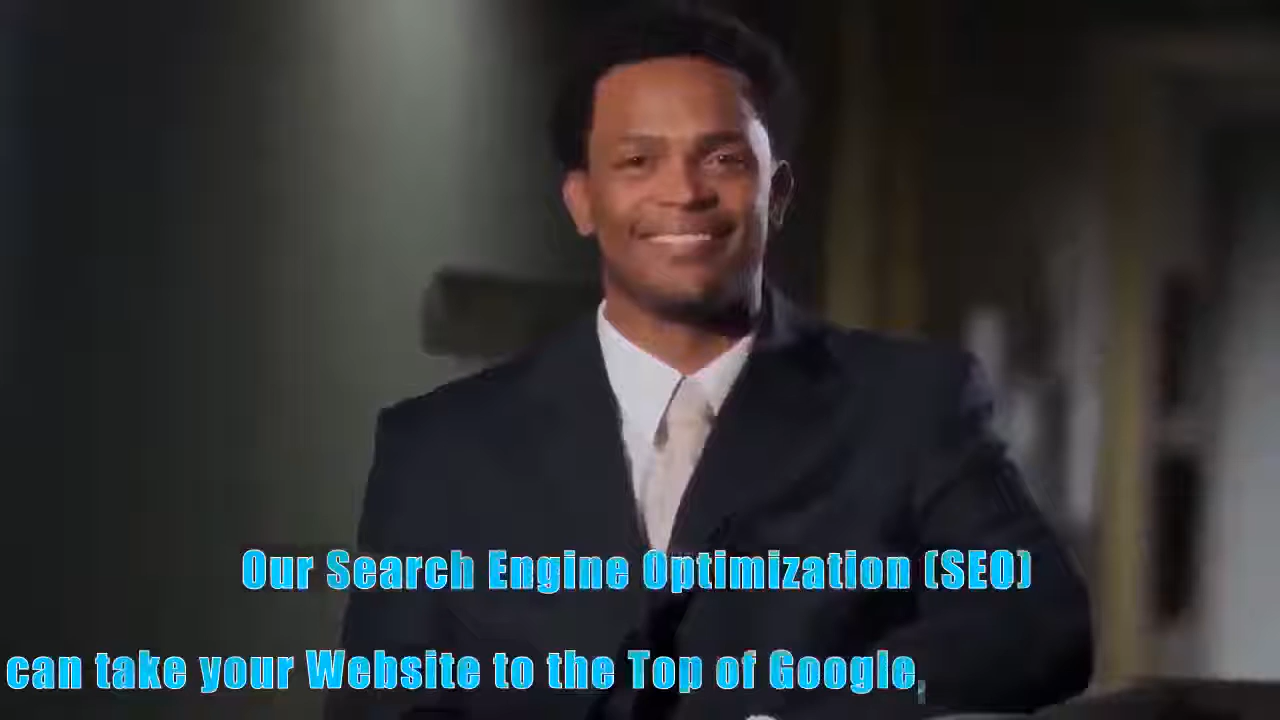 Our Search Engine Optimization (SEO)
can take your Website to the Top of Google,